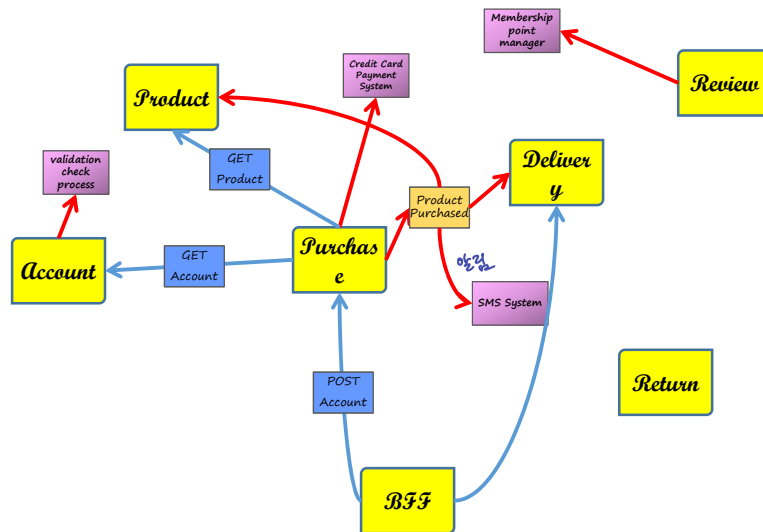 Membership
point
manager
Credit Card
Payment
System
Product
Review
GET
Product
Deliver
y
validation
check
process
Product
Purchased
Purchas
e
GET
Account
Account
알림
SMS System
POST
Account
Return
BFF